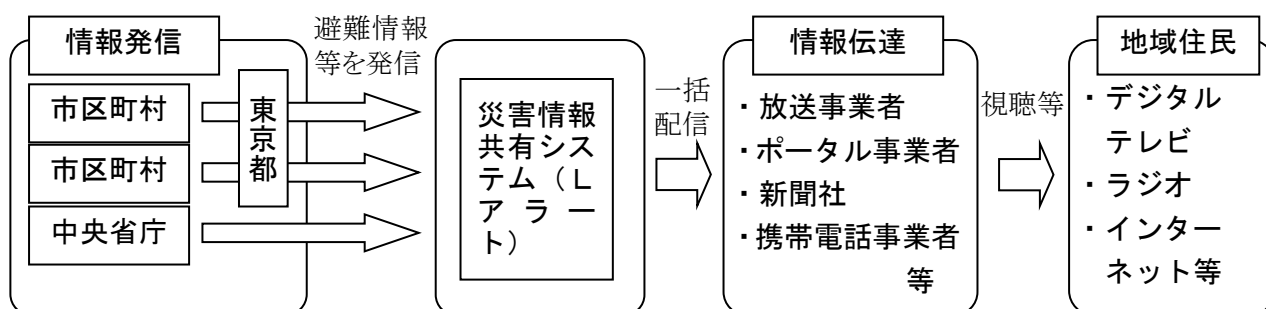 情報発信
市区町村
市区町村
中央省庁
東京都
避難情報
等を発信
災害情報
共有シス
テム（Ｌ
アラー
ト）
一括
配信
情報伝達
・放送事業者
・ポータル事業者
・新聞社
・携帯電話事業者
等
視聴等
地域住民
・デジタル
テレビ
・ラジオ
・インター
ネット等